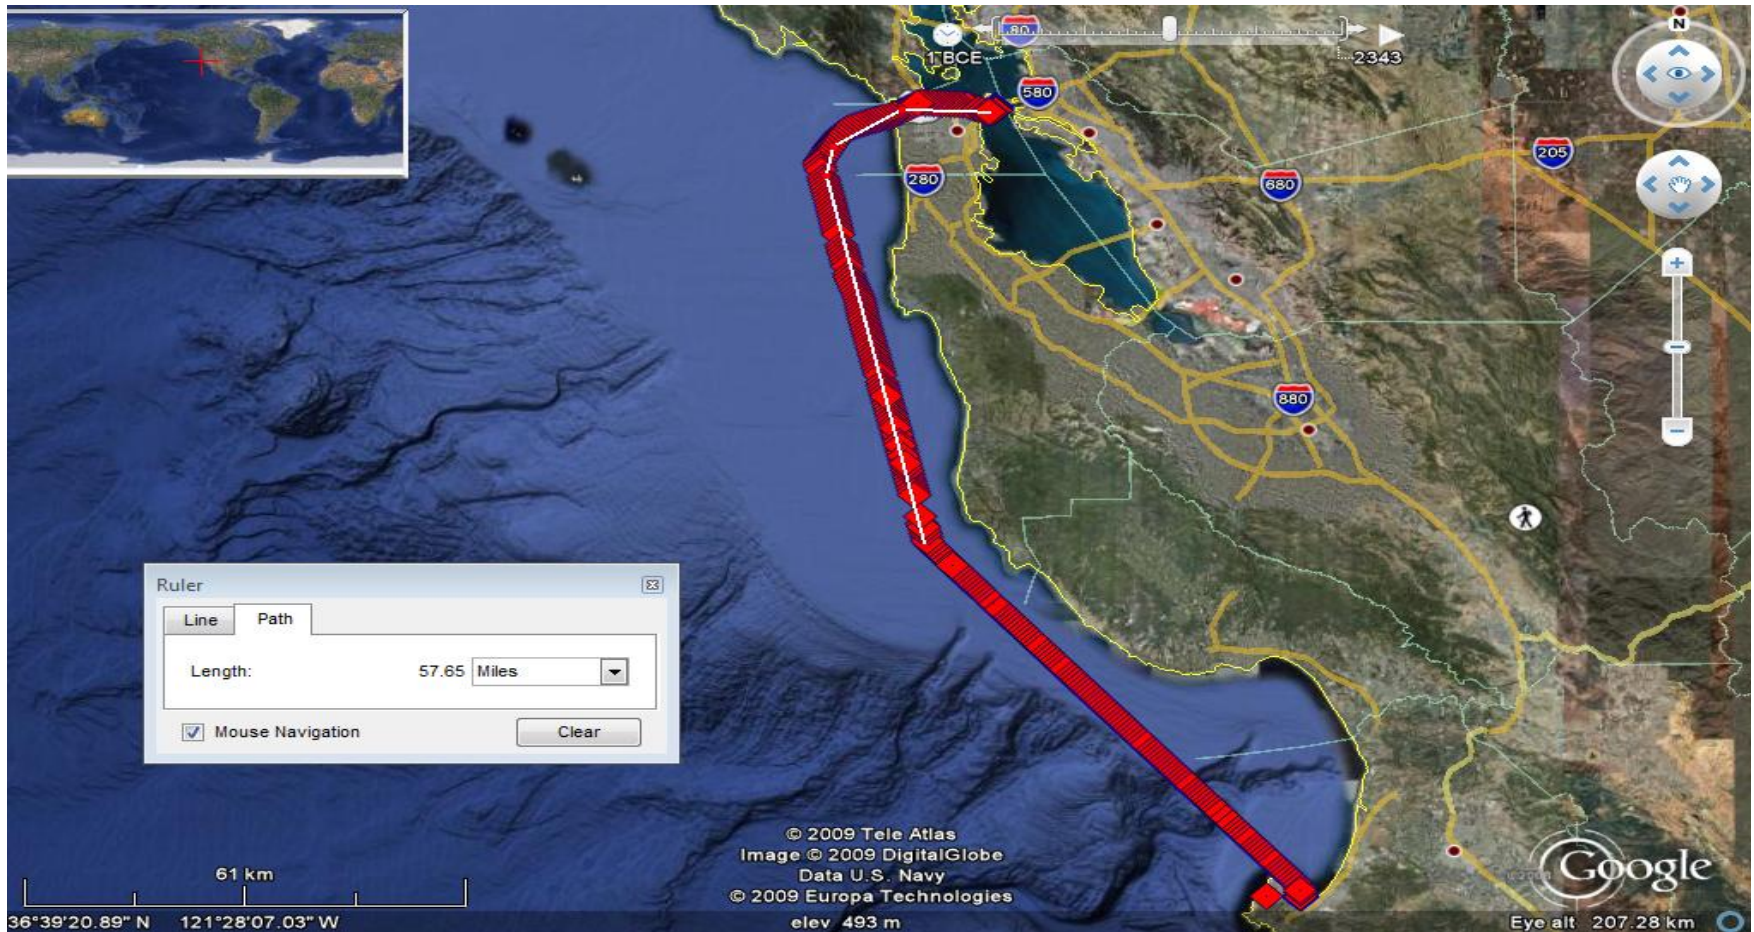 N
80
1 BCE
2343
580
205
280
680
880
Ruler
Line
Path
Length:
57.65
Miles
Mouse Navigation
Clear
© 2009 Tele Atlas
Image © 2009 DigitalGlobe
Data U.S. Navy
© 2009 Europa Technologies
Google
61 km
36°39'20.89" N 121°28'07.03" W
elev 493 m
Eye alt 207.28 km